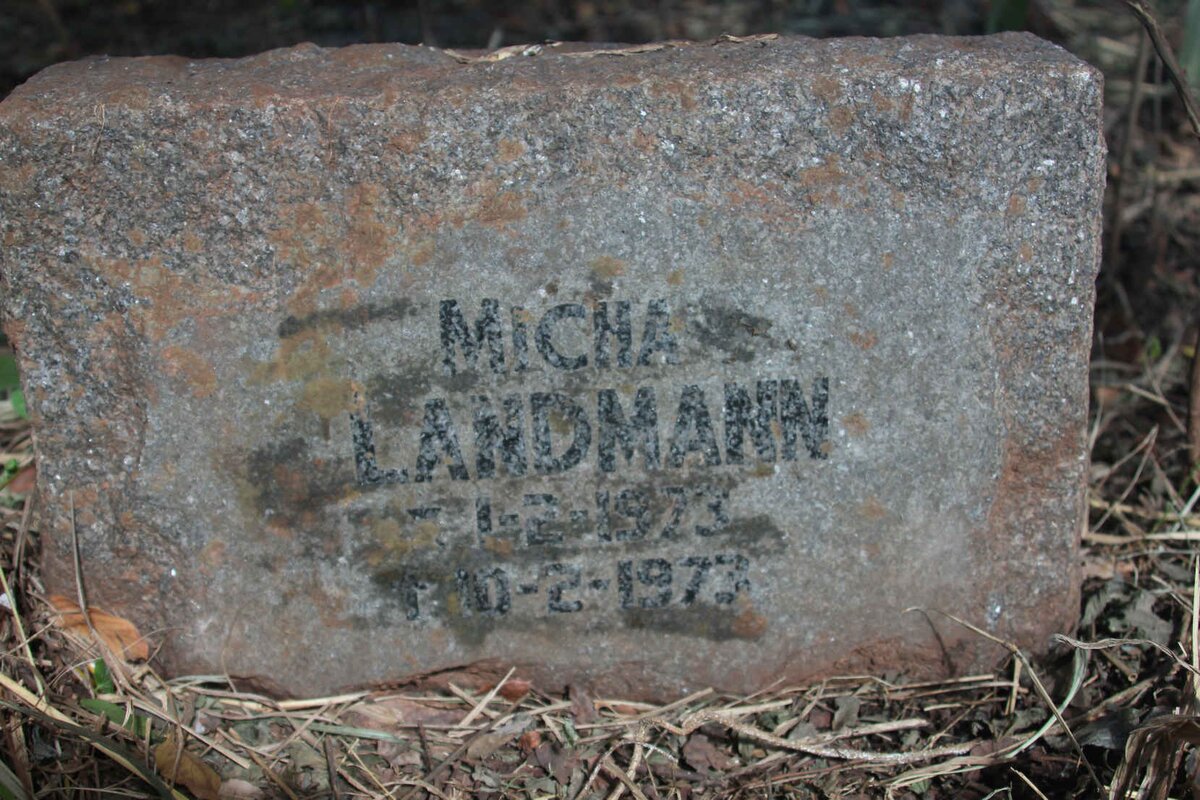 MICHA
LANDMANN
* 1-2-1973
† 10-2-1973